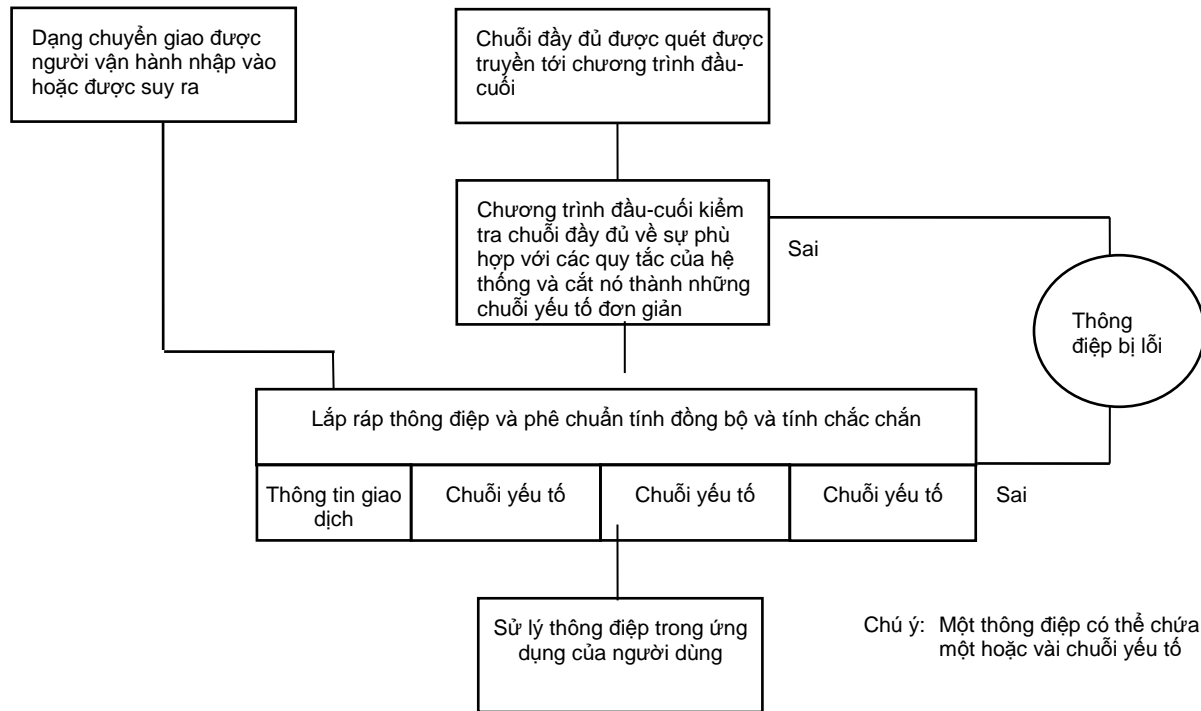 Dạng chuyển giao được
người vận hành nhập vào
hoặc được suy ra
Chuỗi đầy đủ được quét được
truyền tới chương trình đầu-
cuối
Chương trình đầu-cuối kiểm
tra chuỗi đầy đủ về sự phù
hợp với các quy tắc của hệ
thống và cắt nó thành những
chuỗi yếu tố đơn giản
Sai
Thông
điệp bị lỗi
Lắp ráp thông điệp và phê chuẩn tính đồng bộ và tính chắc chắn
Thông tin giao
dịch
Chuỗi yếu tố
Chuỗi yếu tố
Chuỗi yếu tố
Sai
Sử lý thông điệp trong ứng
dụng của người dùng
Chú ý: Một thông điệp có thể chứa
một hoặc vài chuỗi yếu tố